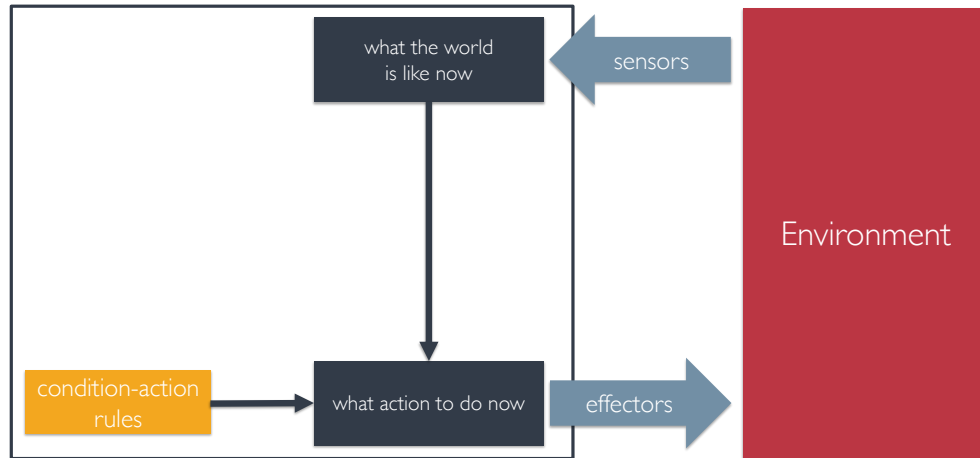 what the world
is like now
sensors
Environment
condition-action
rules
what action to do now
effectors